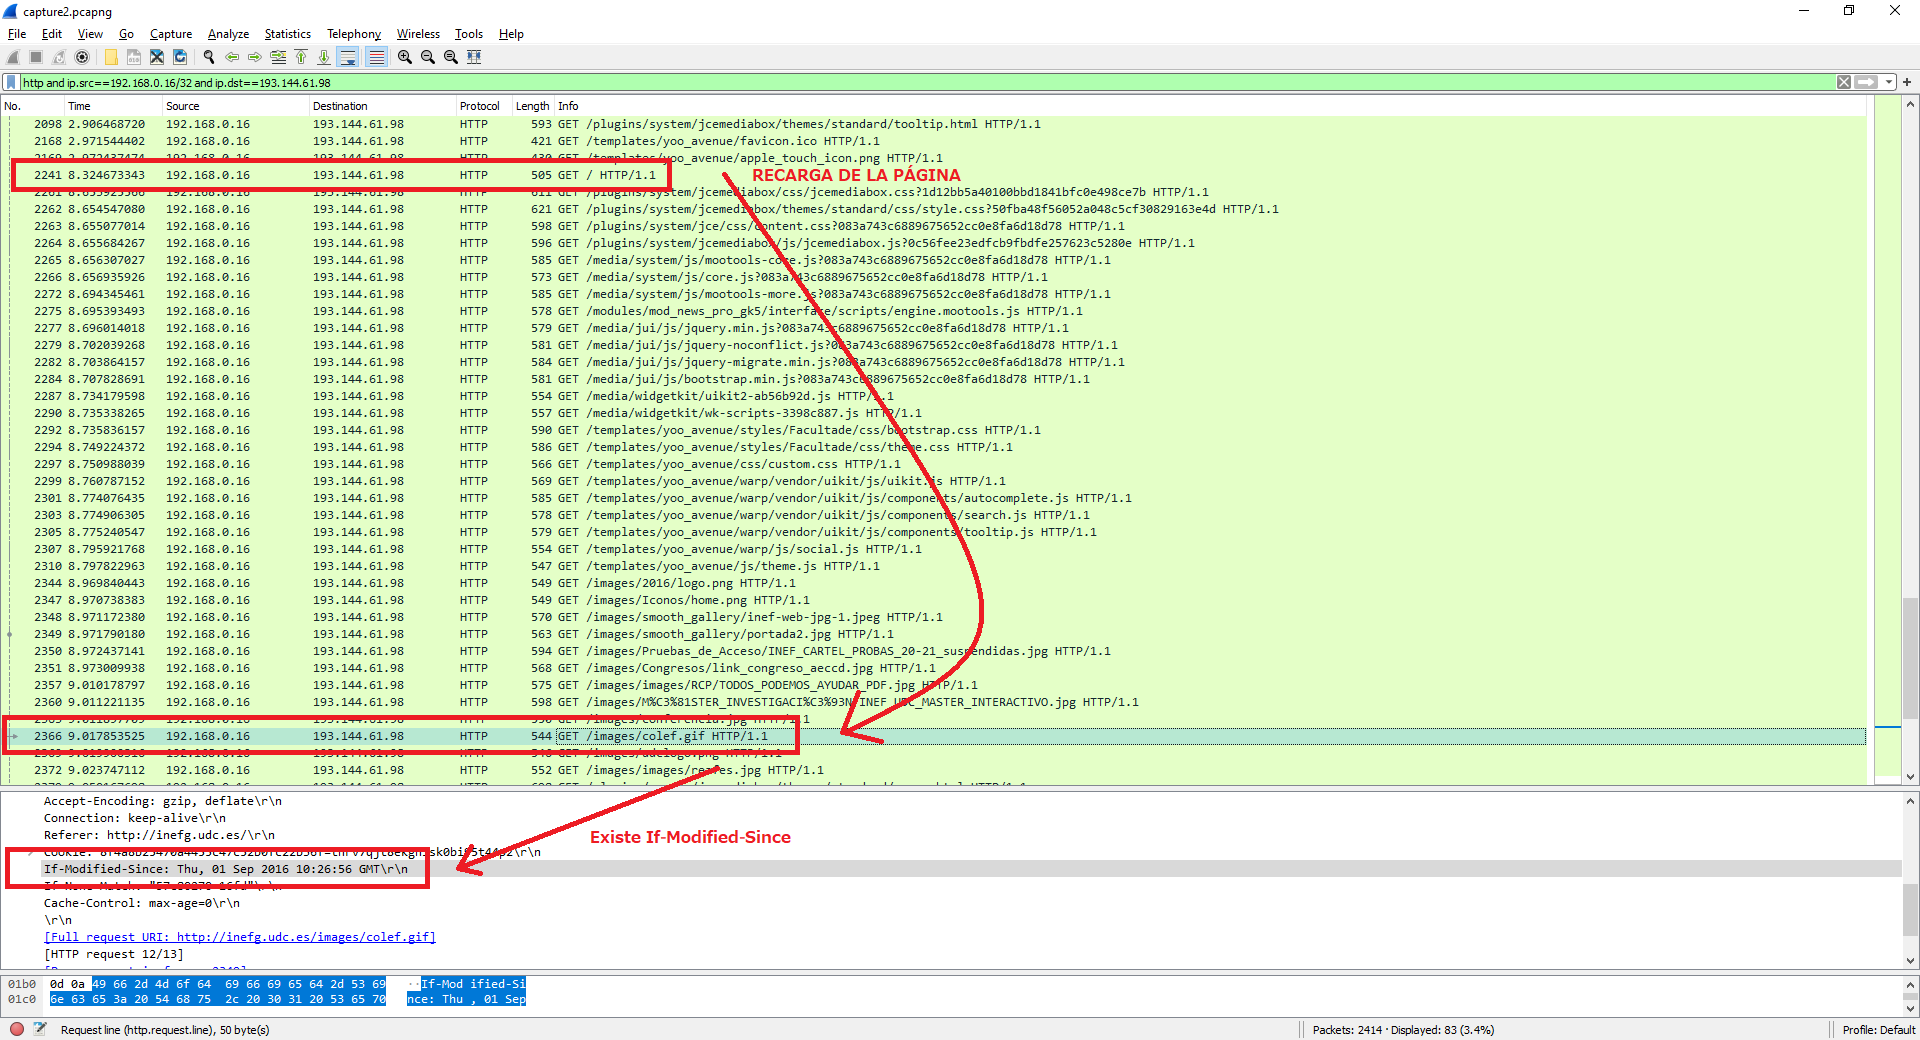 capture2.pcapng
File Edit View Go Capture Analyze Statistics Telephony Wireless Tools Help
http and ip.src==192.168.0.16/32 and ip.dst==193.144.61.98
No. Time Source Destination Protocol Length Info
2098 2.906468720 192.168.0.16 193.144.61.98 HTTP 593 GET /plugins/system/jcemediabox/themes/standard/tooltip.html HTTP/1.1
2168 2.971544402 192.168.0.16 193.144.61.98 HTTP 421 GET /templates/yoo_avenue/favicon.ico HTTP/1.1
2169 2.972437474 192.168.0.16 193.144.61.98 HTTP 430 GET /templates/yoo_avenue/apple_touch_icon.png HTTP/1.1
2241 8.324673343 192.168.0.16 193.144.61.98 HTTP 505 GET / HTTP/1.1
RECARGA DE LA PÁGINA
2261 192.168.0.16 193.144.61.98 HTTP 611 GET /plugins/system/jcemediabox/css/jcemediabox.css?1d12bb5a40100bbd1841bfc0e498ce7b HTTP/1.1
2262 8.654547080 192.168.0.16 193.144.61.98 HTTP 621 GET /plugins/system/jcemediabox/themes/standard/css/style.css?50fba48f56052a048c5cf30829163e4d HTTP/1.1
2263 8.655077014 192.168.0.16 193.144.61.98 HTTP 598 GET /plugins/system/jce/css/content.css?083a743c6889675652cc0e8fa6d18d78 HTTP/1.1
2264 8.655684267 192.168.0.16 193.144.61.98 HTTP 596 GET /plugins/system/jcemediabox/js/jcemediabox.js?0c56fee23edfcb9fbdfe257623c5280e HTTP/1.1
2265 8.656307027 192.168.0.16 193.144.61.98 HTTP 585 GET /media/system/js/mootools-core.js?083a743c6889675652cc0e8fa6d18d78 HTTP/1.1
2266 8.656935926 192.168.0.16 193.144.61.98 HTTP 573 GET /media/system/js/core.js?083a743c6889675652cc0e8fa6d18d78 HTTP/1.1
2272 8.694345461 192.168.0.16 193.144.61.98 HTTP 585 GET /media/system/js/mootools-more.js?083a743c6889675652cc0e8fa6d18d78 HTTP/1.1
2275 8.695393493 192.168.0.16 193.144.61.98 HTTP 578 GET /modules/mod_news_pro_gk5/interface/scripts/engine.mootools.js HTTP/1.1
2277 8.696014018 192.168.0.16 193.144.61.98 HTTP 579 GET /media/jui/js/jquery.min.js?083a743c6889675652cc0e8fa6d18d78 HTTP/1.1
2279 8.702039268 192.168.0.16 193.144.61.98 HTTP 581 GET /media/jui/js/jquery-noconflict.js?083a743c6889675652cc0e8fa6d18d78 HTTP/1.1
2282 8.703864157 192.168.0.16 193.144.61.98 HTTP 584 GET /media/jui/js/jquery-migrate.min.js?083a743c6889675652cc0e8fa6d18d78 HTTP/1.1
2284 8.707828691 192.168.0.16 193.144.61.98 HTTP 581 GET /media/jui/js/bootstrap.min.js?083a743c6889675652cc0e8fa6d18d78 HTTP/1.1
2287 8.734179598 192.168.0.16 193.144.61.98 HTTP 554 GET /media/widgetkit/uikit2-ab56b92d.js HTTP/1.1
2290 8.735338265 192.168.0.16 193.144.61.98 HTTP 557 GET /media/widgetkit/wk-scripts-3398c887.js HTTP/1.1
2292 8.735836157 192.168.0.16 193.144.61.98 HTTP 590 GET /templates/yoo_avenue/styles/Facultade/css/bootstrap.css HTTP/1.1
2294 8.749224372 192.168.0.16 193.144.61.98 HTTP 586 GET /templates/yoo_avenue/styles/Facultade/css/theme.css HTTP/1.1
2297 8.750988039 192.168.0.16 193.144.61.98 HTTP 566 GET /templates/yoo_avenue/css/custom.css HTTP/1.1
2299 8.760787152 192.168.0.16 193.144.61.98 HTTP 569 GET /templates/yoo_avenue/warp/vendor/uikit/js/uikit.js HTTP/1.1
2301 8.774076435 192.168.0.16 193.144.61.98 HTTP 585 GET /templates/yoo_avenue/warp/vendor/uikit/js/components/autocomplete.js HTTP/1.1
2303 8.774906305 192.168.0.16 193.144.61.98 HTTP 578 GET /templates/yoo_avenue/warp/vendor/uikit/js/components/search.js HTTP/1.1
2305 8.775240547 192.168.0.16 193.144.61.98 HTTP 579 GET /templates/yoo_avenue/warp/vendor/uikit/js/components/tooltip.js HTTP/1.1
2307 8.795921768 192.168.0.16 193.144.61.98 HTTP 554 GET /templates/yoo_avenue/warp/js/social.js HTTP/1.1
2310 8.797822963 192.168.0.16 193.144.61.98 HTTP 547 GET /templates/yoo_avenue/js/theme.js HTTP/1.1
2344 8.969840443 192.168.0.16 193.144.61.98 HTTP 549 GET /images/2016/logo.png HTTP/1.1
2347 8.970738383 192.168.0.16 193.144.61.98 HTTP 549 GET /images/Iconos/home.png HTTP/1.1
2348 8.971172380 192.168.0.16 193.144.61.98 HTTP 570 GET /images/smooth_gallery/inef-web-jpg-1.jpeg HTTP/1.1
2349 8.971790180 192.168.0.16 193.144.61.98 HTTP 563 GET /images/smooth_gallery/portada2.jpg HTTP/1.1
2350 8.972437141 192.168.0.16 193.144.61.98 HTTP 594 GET /images/Pruebas_de_Acceso/INEF_CARTEL_PROBAS_20-21_suspendidas.jpg HTTP/1.1
2351 8.973009938 192.168.0.16 193.144.61.98 HTTP 568 GET /images/Congresos/link_congreso_aeccd.jpg HTTP/1.1
2357 9.010178797 192.168.0.16 193.144.61.98 HTTP 575 GET /images/images/RCP/TODOS_PODEMOS_AYUDAR_PDF.jpg HTTP/1.1
2360 9.011221135 192.168.0.16 193.144.61.98 HTTP 598 GET /images/M%C3%81STER_INVESTIGACI%C3%93N/INEF_UDC_MASTER_INTERACTIVO.jpg HTTP/1.1
192.168.0.16 193.144.61.98 HTTP GET /images/conferencia.jpg HTTP/1.1
2366 9.017853525 192.168.0.16 193.144.61.98 HTTP 544 GET /images/colef.gif HTTP/1.1
192.168.0.16 193.144.61.98 HTTP GET /images/udclogo.png HTTP/1.1
2372 9.023747112 192.168.0.16 193.144.61.98 HTTP 552 GET /images/images/
HTTP/1.1
Accept-Encoding: gzip, deflate\r\n
Connection: keep-alive\r\n
Referer: http://inefg.udc.es/\r\n
Existe If-Modified-Since
Cookie:
If-Modified-Since: Thu, 01 Sep 2016 10:26:56 GMT\r\n
If-None-Match:
Cache-Control: max-age=0\r\n
\r\n
[Full request URI: http://inefg.udc.es/images/colef.gif]
[HTTP request 12/13]
01b0 0d 0a 49 66 2d 4d 6f 64 69 66 69 65 64 2d 53 69 ··If-Mod ified-Si
01c0 6e 63 65 3a 20 54 68 75 2c 20 30 31 20 53 65 70 nce: Thu , 01 Sep
Request line (http.request.line), 50 byte(s)
Packets: 2414 · Displayed: 83 (3.4%)
Profile: Default